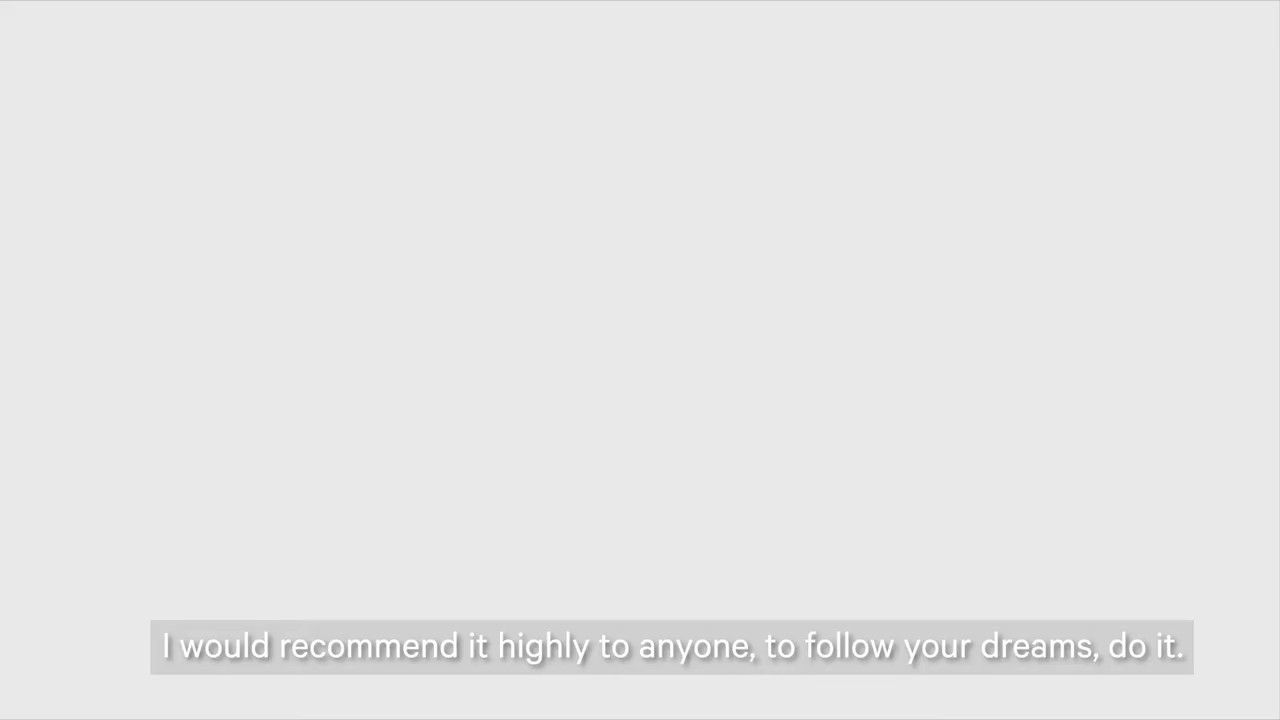 I would recommend it highly to anyone, to follow your dreams, do it.